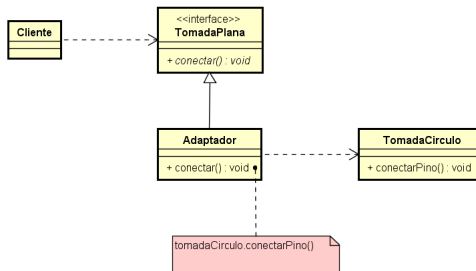 <<interface>>
Cliente
TomadaPlana
+ conectar() : void
Adaptador
TomadaCirculo
+ conectar() : void
+ conectarPino() : void
tomadaCirculo.conectarPino()